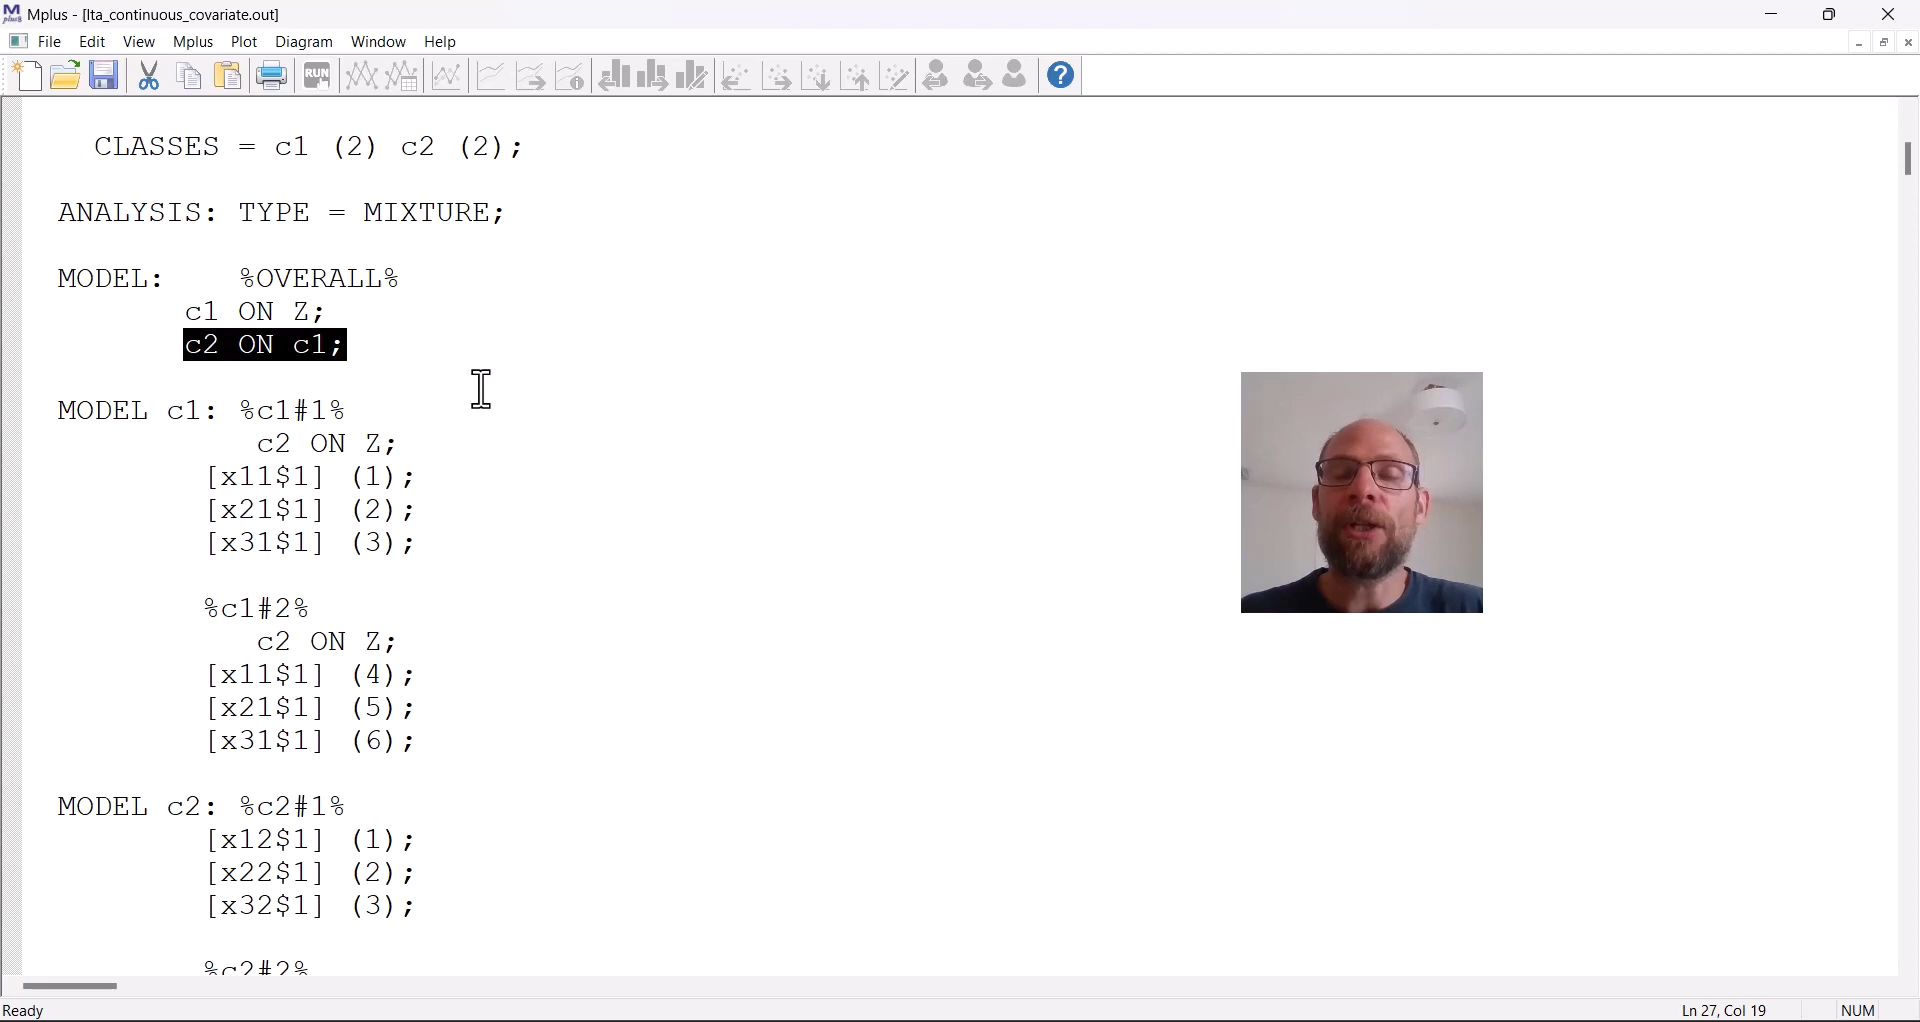 Mplus - [lta_continuous_covariate.out]
File Edit View Mplus Plot Diagram Window Help
RUN
CLASSES = c1 (2) c2 (2);
ANALYSIS: TYPE = MIXTURE;
MODEL: %OVERALL%
c1 ON Z;
c2 ON c1;
MODEL c1: %c1#1%
c2 ON Z;
[x11$1] (1);
[x21$1] (2);
[x31$1] (3);
%c1#2%
c2 ON Z;
[x11$1] (4);
[x21$1] (5);
[x31$1] (6);
MODEL c2: %c2#1%
[x12$1] (1);
[x22$1] (2);
[x32$1] (3);
%c2#2%
Ready Ln 27, Col 19 NUM